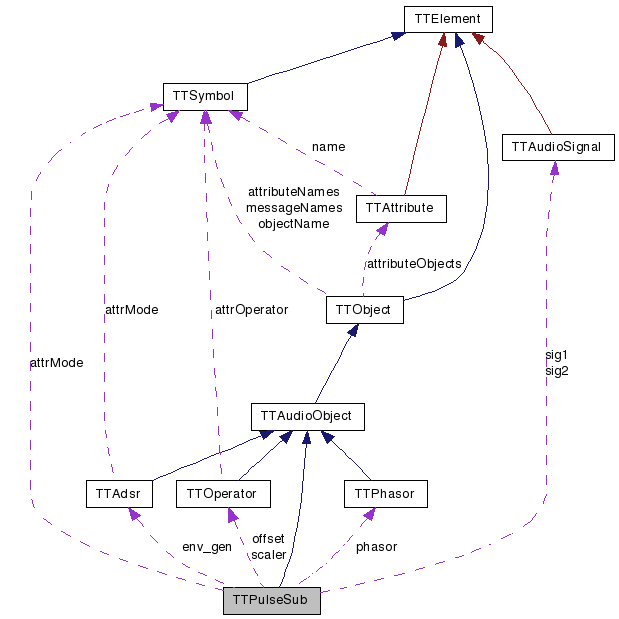 TTElement
TTSymbol
TTAudioSignal
name
attributeNames
messageNames
objectName
TTAttribute
attributeObjects
TTObject
attrMode
attrOperator
attrMode
sig1
sig2
TTAudioObject
TTAdsr
TTOperator
TTPhasor
env_gen
offset
scaler
phasor
TTPulseSub